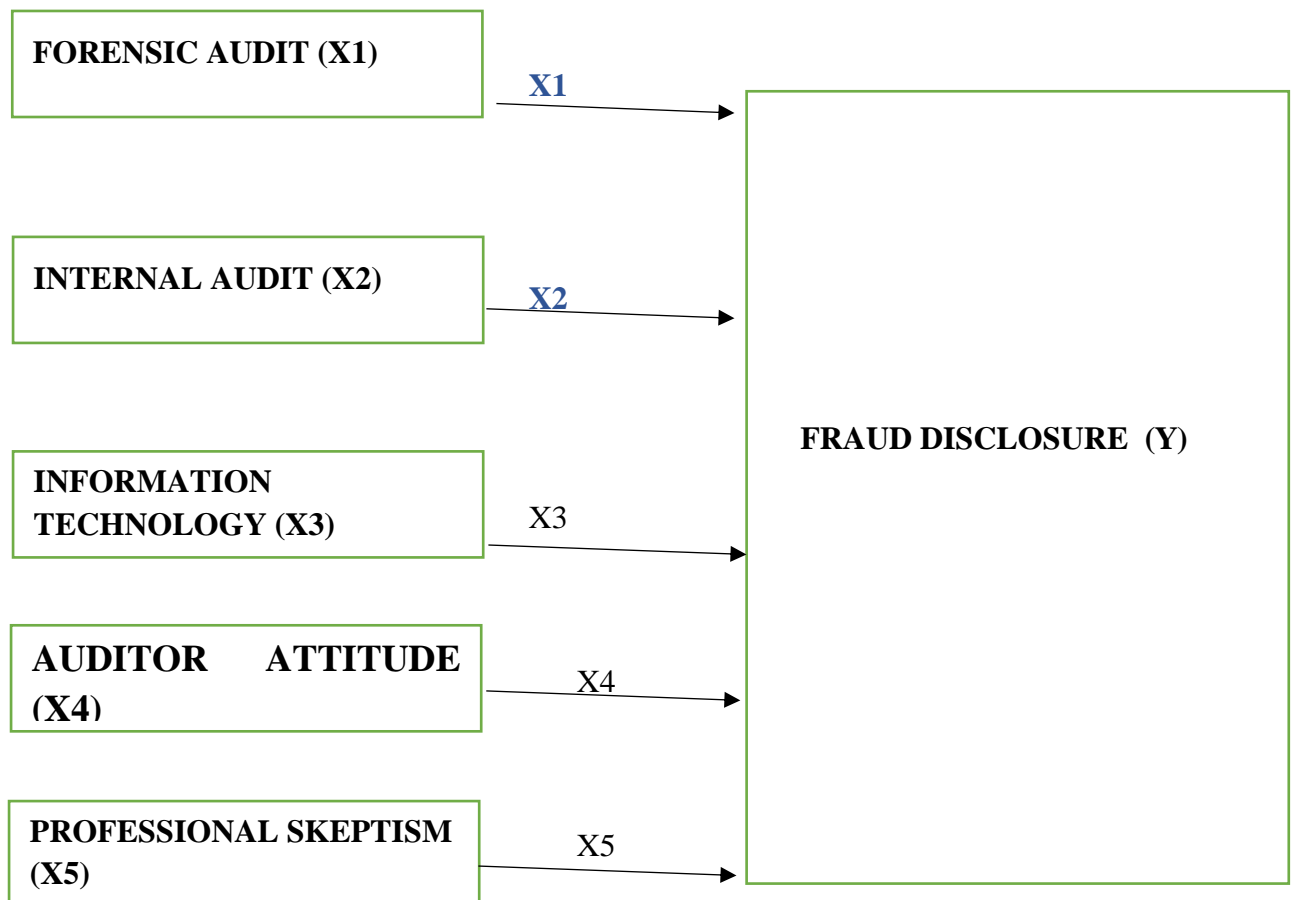 FORENSIC AUDIT (X1)
X1
INTERNAL AUDIT (X2)
X2
FRAUD DISCLOSURE (Y)
INFORMATION
TECHNOLOGY (X3)
X3
AUDITOR ATTITUDE
(X4)
X4
PROFESSIONAL SKEPTISM
(X5)
X5